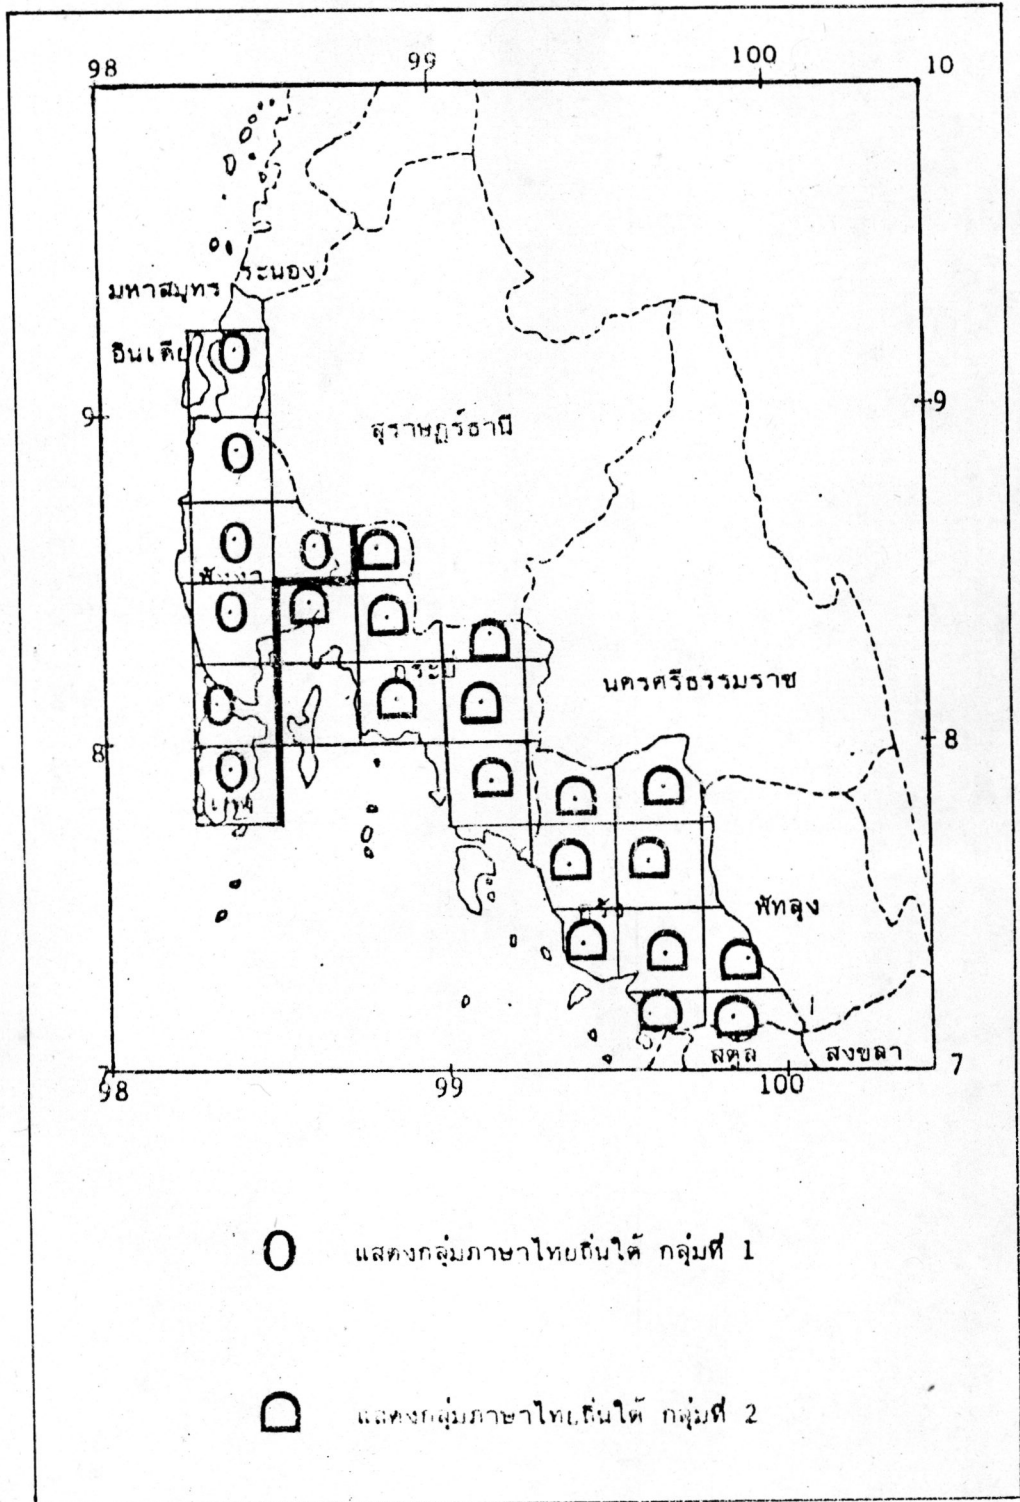 98 99 100 10
ระนอง
มหาสมุทร
อินเดีย
9 9
สุราษฎร์ธานี
พังงา
กระบี่
นครศรีธรรมราช
8 8
พัทลุง
สตูล สงขลา
7 7
98 99 100
แสดงกลุ่มภาษาไทยถิ่นใต้ กลุ่มที่ 1
แสดงกลุ่มภาษาไทยถิ่นใต้ กลุ่มที่ 2